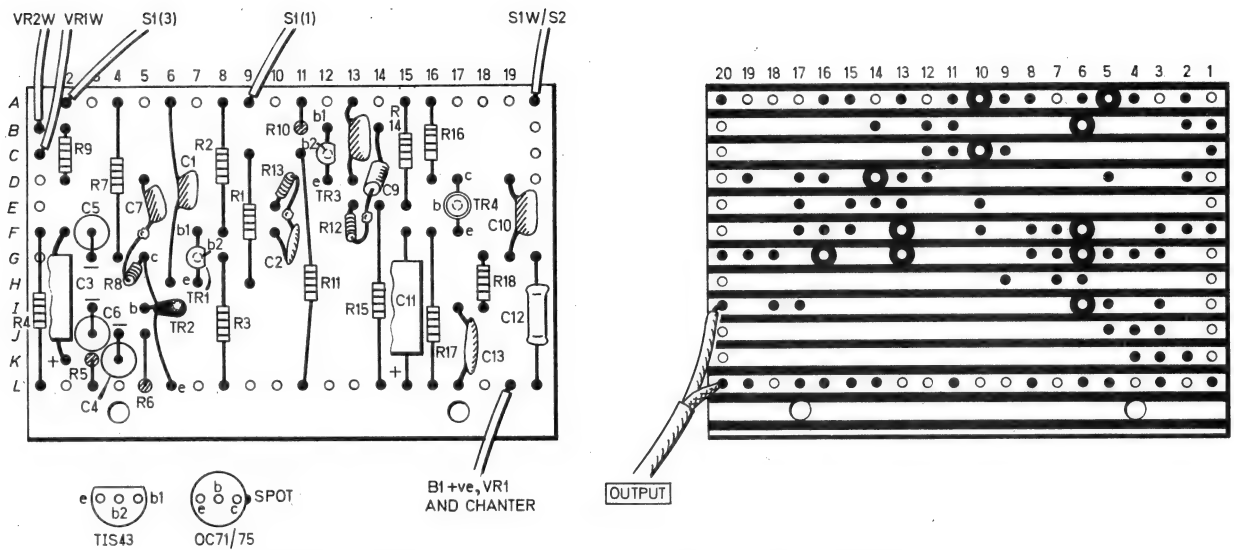 VR2W VR1W S1(3) S1(1) S1W/S2
2 3 4 5 6 7 8 9 10 11 12 13 14 15 16 17 18 19
20 19 18 17 16 15 14 13 12 11 10 9 8 7 6 5 4 3 2 1
A
B
C
D
E
F
G
H
I
J
K
L
R9
R7
C1
R2
R10
b1
b2
R14
R16
C7
R1
R13
e
TR3
C9
c
b
TR4
e
C5
R12
C10
b1
b2
C2
C3
R8
c
e
TR1
R11
R18
R4
C6
b
TR2
R3
R15
C11
C12
+
R5
R17
C13
C4
R6
e
+
B1 +ve, VR1
AND CHANTER
OUTPUT
e b1
b2
TIS43
b
e c
SPOT
OC71/75